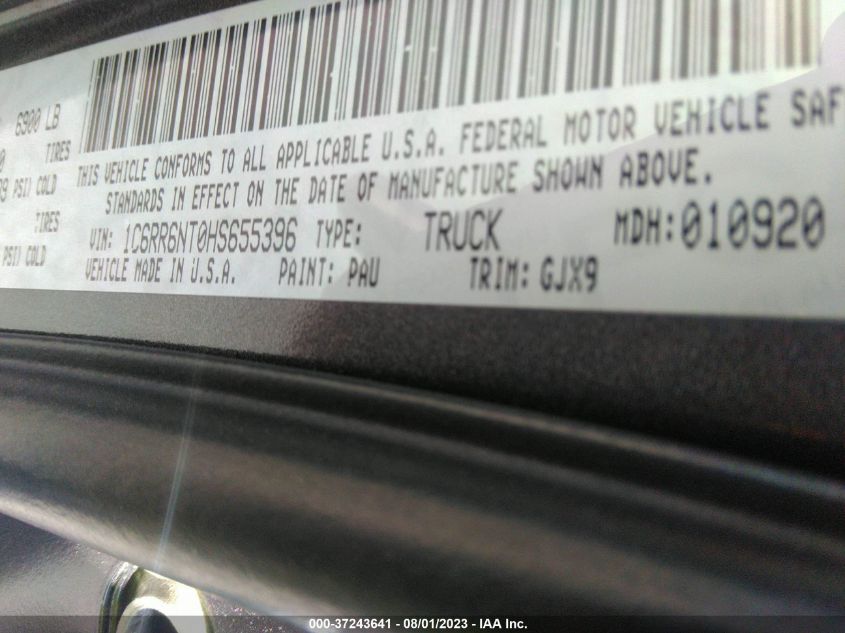 6900 LB
TIRES
PSI) COLD
TIRES
PSI) COLD
THIS VEHICLE CONFORMS TO ALL APPLICABLE U.S.A. FEDERAL MOTOR VEHICLE SAF
STANDARDS IN EFFECT ON THE DATE OF MANUFACTURE SHOWN ABOVE.
VIN: 1C6RR6NT0HS655396 TYPE: TRUCK MDH:010920
VEHICLE MADE IN U.S.A. PAINT: PAU TRIM: GJX9
000-37243641 - 08/01/2023 - IAA Inc.